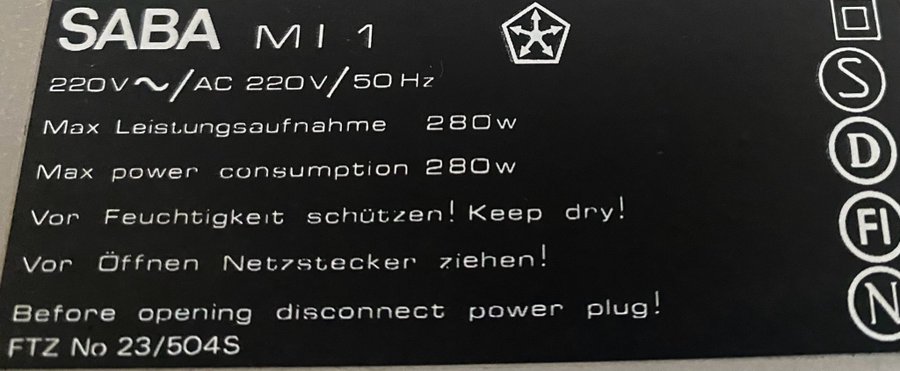 SABA MI 1
220V~/AC 220V/50 Hz
Max Leistungsaufnahme 280w
Max power consumption 280w
Vor Feuchtigkeit schützen! Keep dry!
Vor Öffnen Netzstecker ziehen!
Before opening disconnect power plug!
FTZ No 23/504S
S
D
FI
N